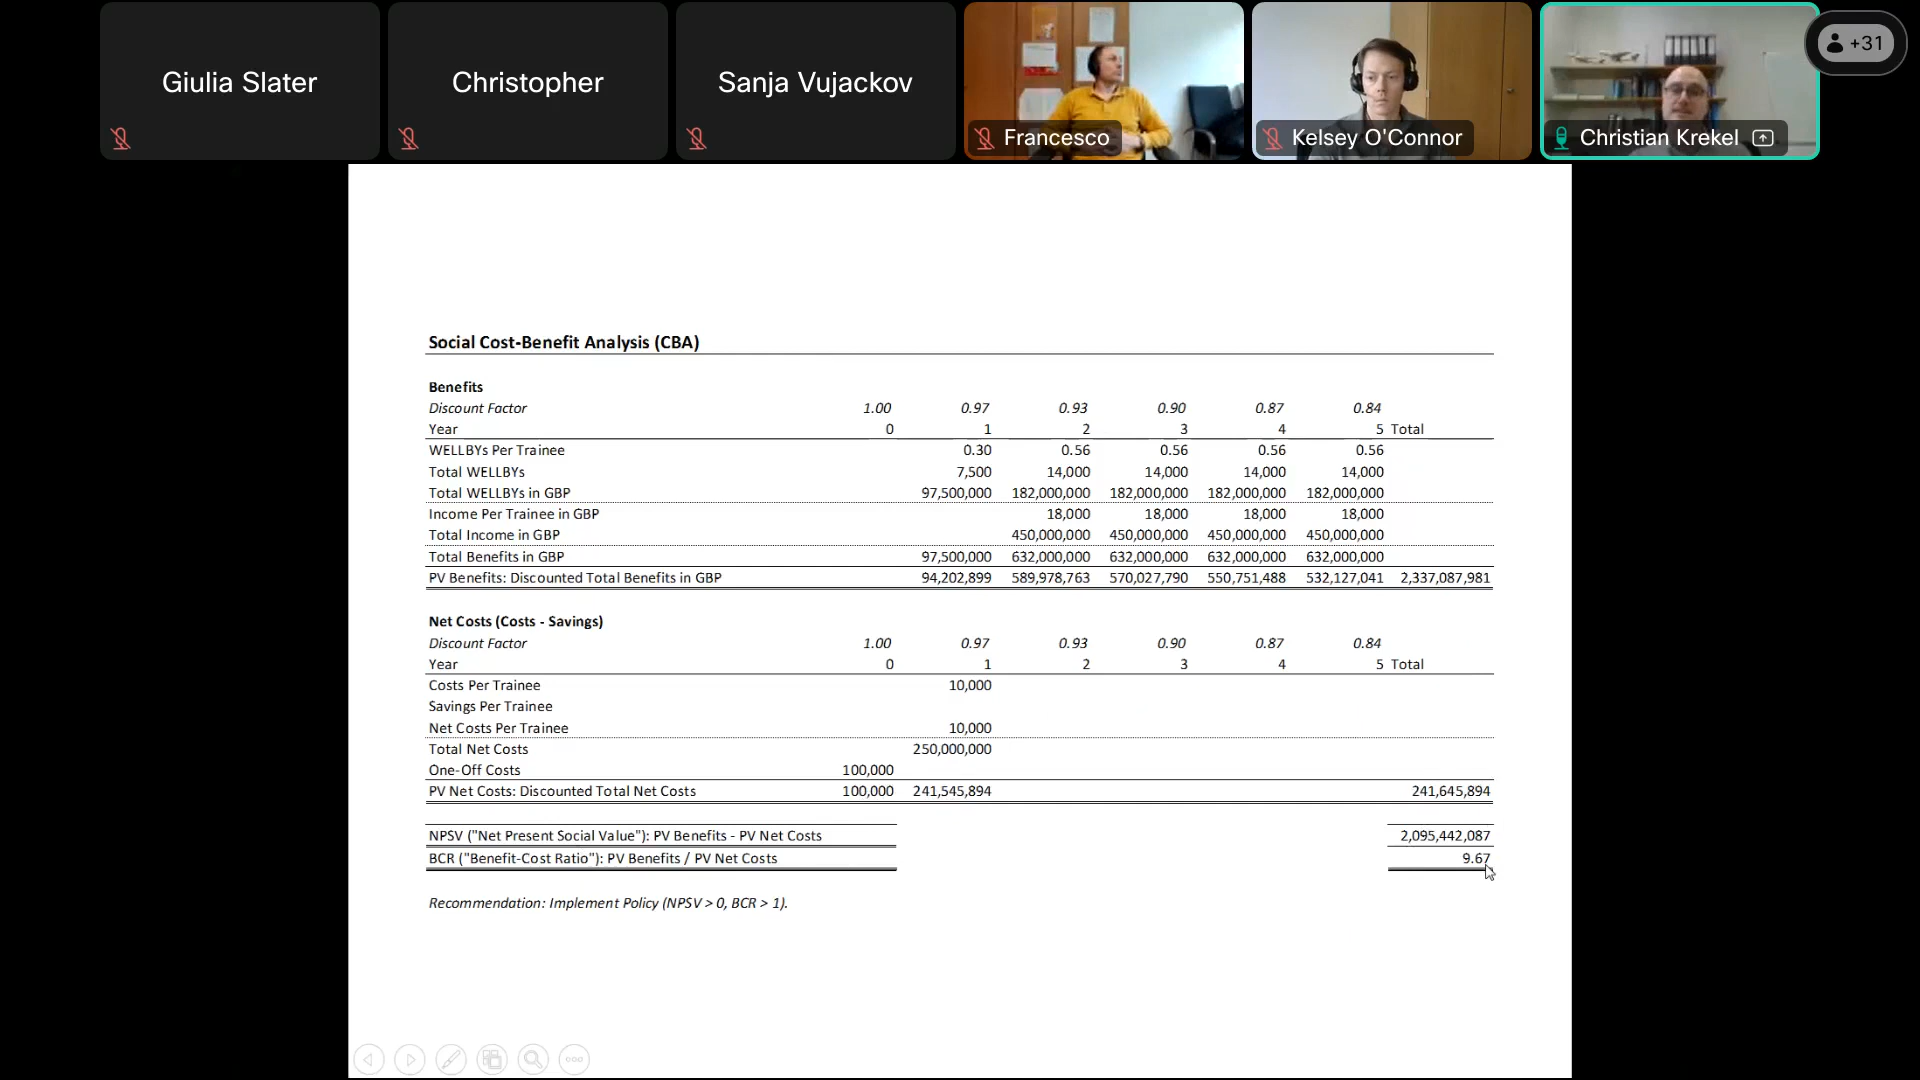 Giulia Slater
Christopher
Sanja Vujackov
Francesco
Kelsey O'Connor
Christian Krekel
+31
Social Cost-Benefit Analysis (CBA)
Benefits
Discount Factor 1.00 0.97 0.93 0.90 0.87 0.84
Year 0 1 2 3 4 5 Total
WELLBYs Per Trainee 0.30 0.56 0.56 0.56 0.56
Total WELLBYs 7,500 14,000 14,000 14,000 14,000
Total WELLBYs in GBP 97,500,000 182,000,000 182,000,000 182,000,000 182,000,000
Income Per Trainee in GBP 18,000 18,000 18,000 18,000
Total Income in GBP 450,000,000 450,000,000 450,000,000 450,000,000
Total Benefits in GBP 97,500,000 632,000,000 632,000,000 632,000,000 632,000,000
PV Benefits: Discounted Total Benefits in GBP 94,202,899 589,978,763 570,027,790 550,751,488 532,127,041 2,337,087,981
Net Costs (Costs - Savings)
Discount Factor 1.00 0.97 0.93 0.90 0.87 0.84
Year 0 1 2 3 4 5 Total
Costs Per Trainee 10,000
Savings Per Trainee
Net Costs Per Trainee 10,000
Total Net Costs 250,000,000
One-Off Costs 100,000
PV Net Costs: Discounted Total Net Costs 100,000 241,545,894 241,645,894
NPSV ("Net Present Social Value"): PV Benefits - PV Net Costs 2,095,442,087
BCR ("Benefit-Cost Ratio"): PV Benefits / PV Net Costs 9.67
Recommendation: Implement Policy (NPSV > 0, BCR > 1).